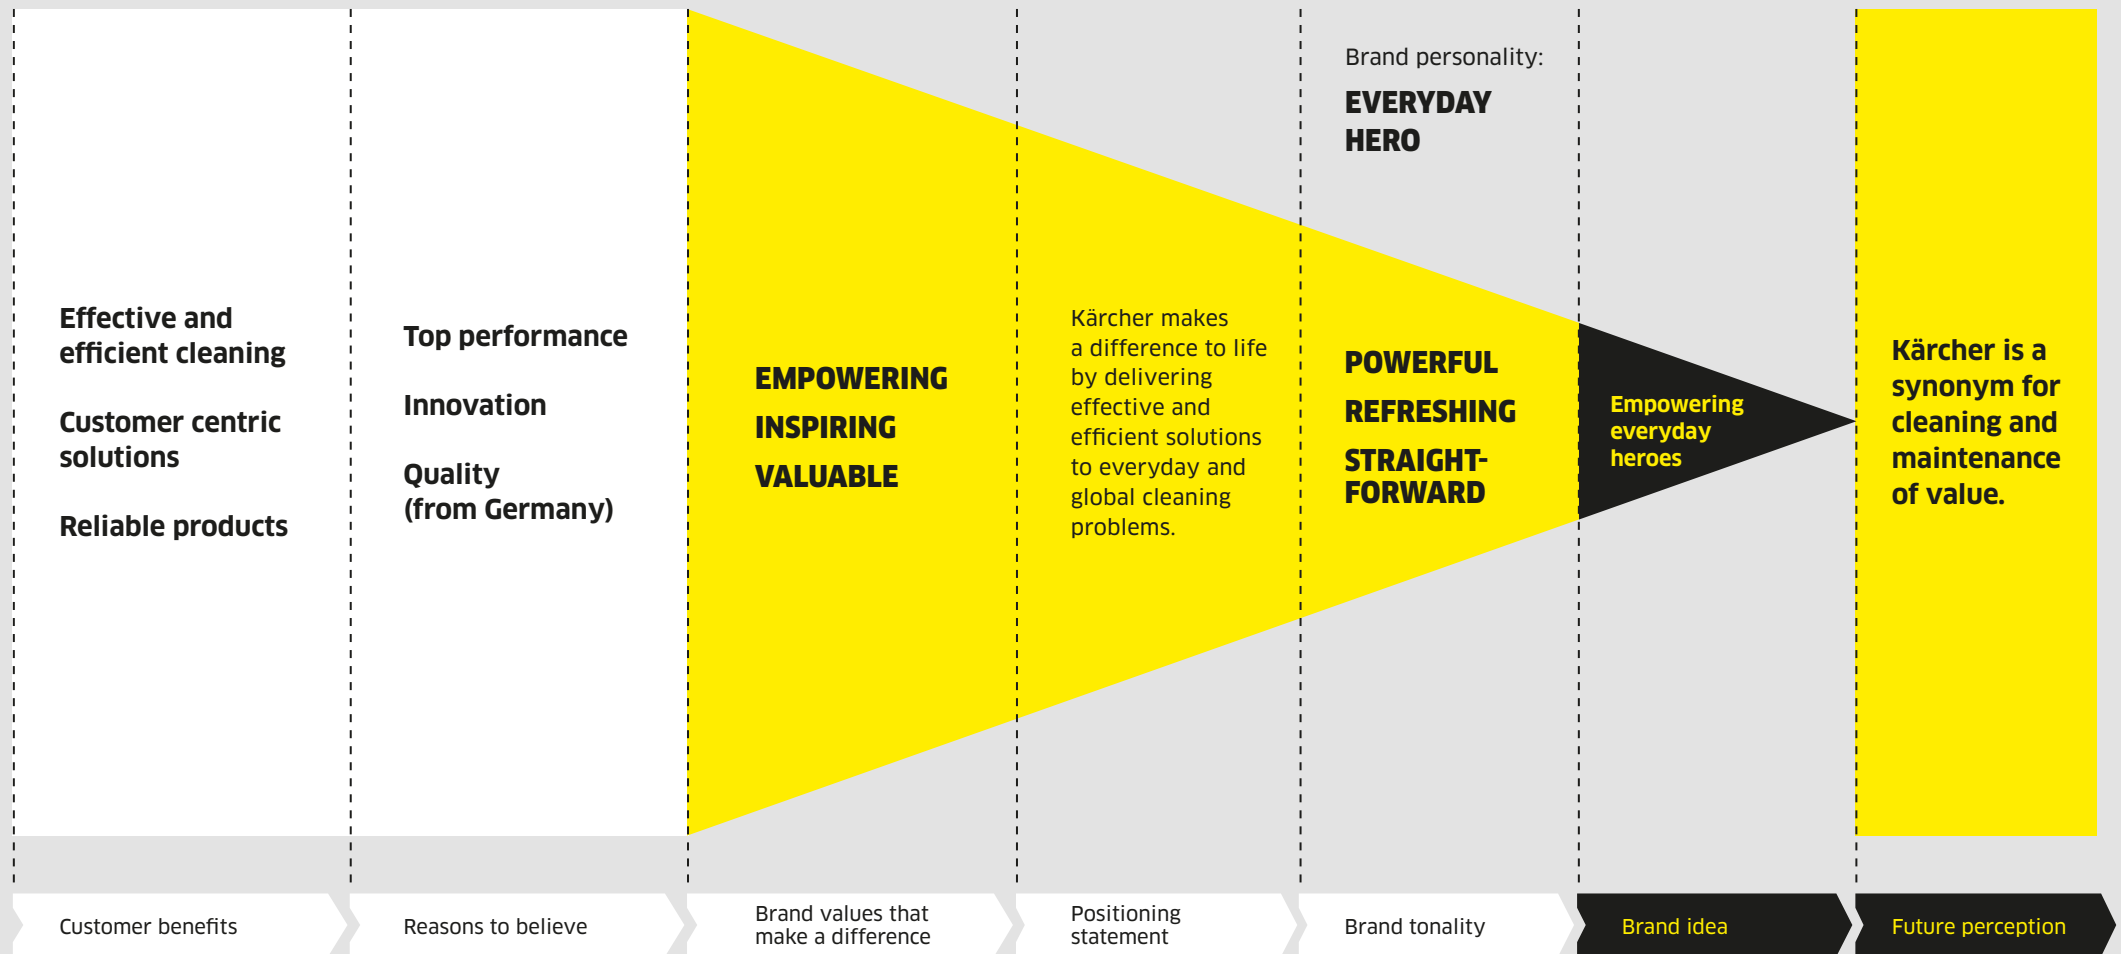 Effective and
efficient cleaning
Customer centric
solutions
Reliable products
Top performance
Innovation
Quality
(from Germany)
EMPOWERING
INSPIRING
VALUABLE
Kärcher makes
a difference to life
by delivering
effective and
efficient solutions
to everyday and
global cleaning
problems.
Brand personality:
EVERYDAY
HERO
POWERFUL
REFRESHING
STRAIGHT-
FORWARD
Empowering
everyday
heroes
Kärcher is a
synonym for
cleaning and
maintenance
of value.
Customer benefits
Reasons to believe
Brand values that
make a difference
Positioning
statement
Brand tonality
Brand idea
Future perception